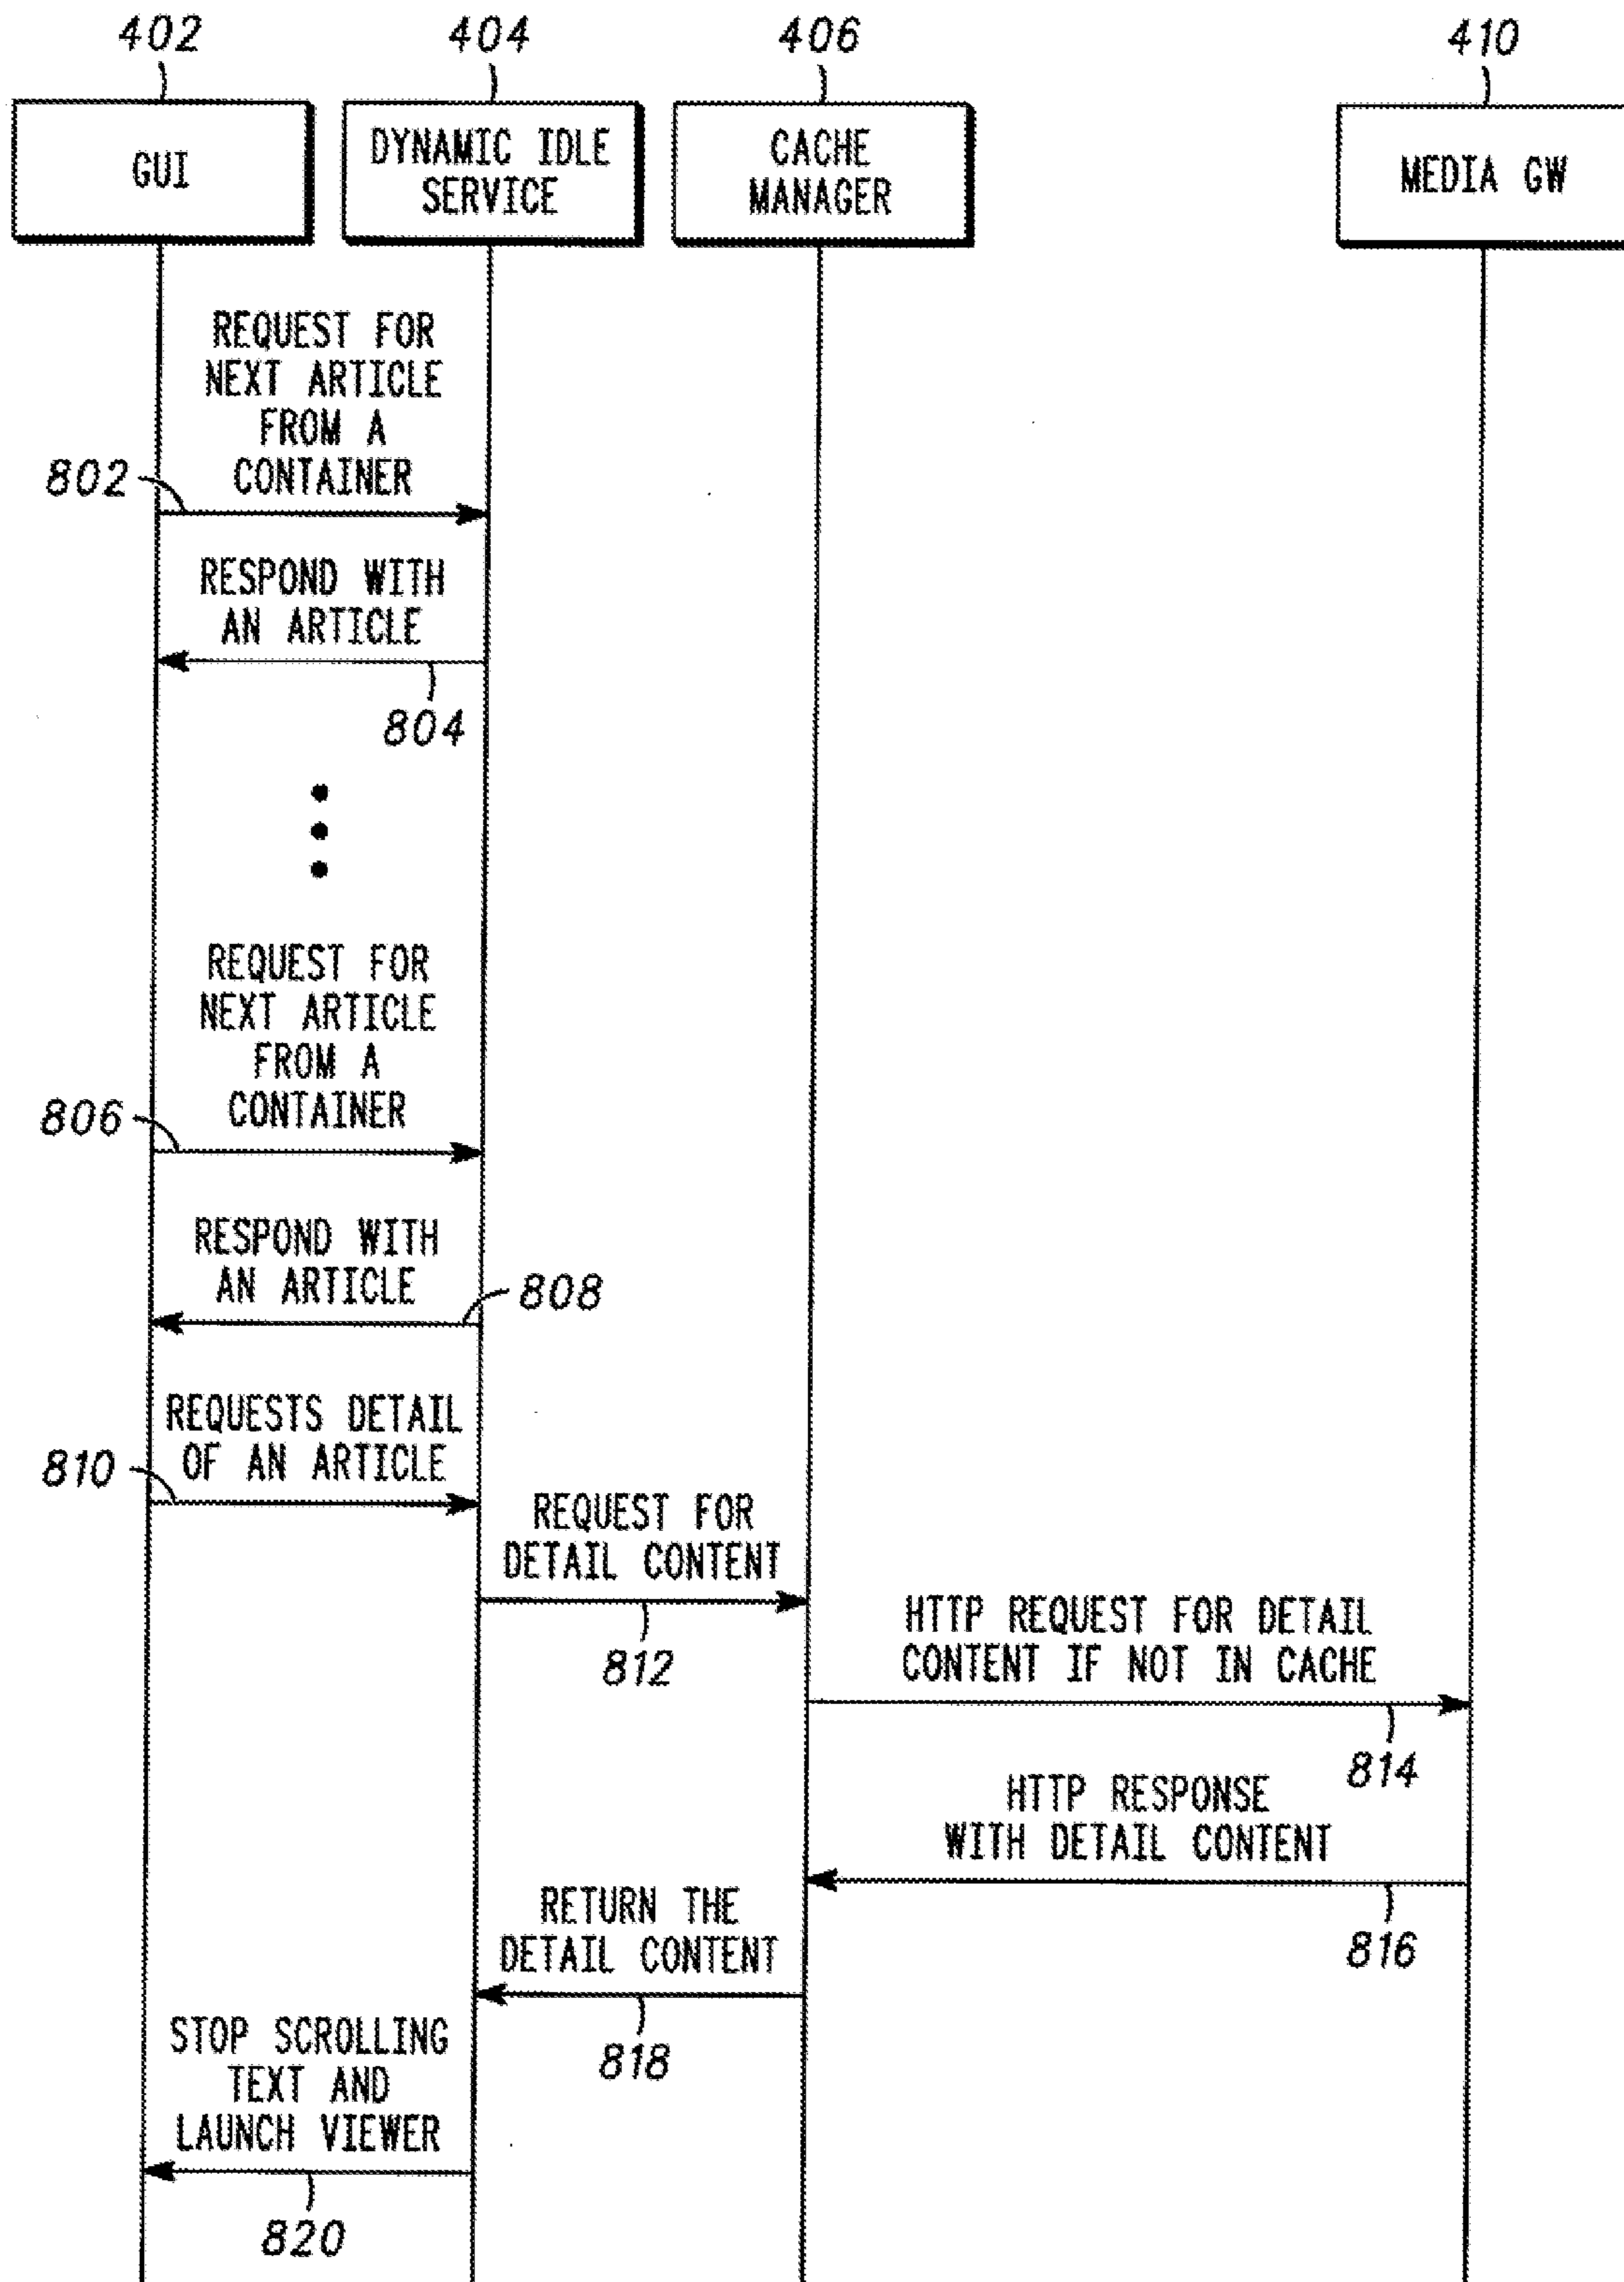 402
404
406
410
GUI
DYNAMIC IDLE
SERVICE
CACHE
MANAGER
MEDIA GW
REQUEST FOR
NEXT ARTICLE
FROM A
CONTAINER
802
RESPOND WITH
AN ARTICLE
804
REQUEST FOR
NEXT ARTICLE
FROM A
CONTAINER
806
RESPOND WITH
AN ARTICLE
808
REQUESTS DETAIL
OF AN ARTICLE
810
REQUEST FOR
DETAIL CONTENT
812
HTTP REQUEST FOR DETAIL
CONTENT IF NOT IN CACHE
814
HTTP RESPONSE
WITH DETAIL CONTENT
816
RETURN THE
DETAIL CONTENT
818
STOP SCROLLING
TEXT AND
LAUNCH VIEWER
820